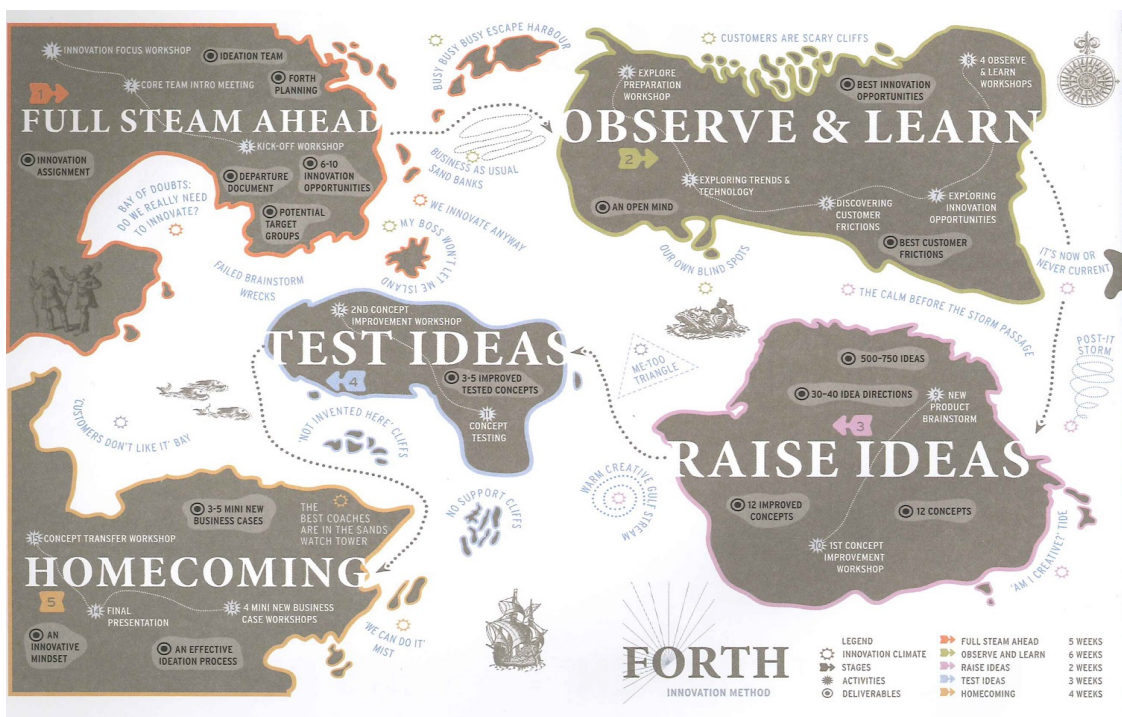 1 INNOVATION FOCUS WORKSHOP
IDEATION TEAM
2 CORE TEAM INTRO MEETING
FORTH
PLANNING
1
FULL STEAM AHEAD
3 KICK-OFF WORKSHOP
INNOVATION
ASSIGNMENT
DEPARTURE
DOCUMENT
6-10
INNOVATION
OPPORTUNITIES
POTENTIAL
TARGET
GROUPS
BAY OF DOUBTS:
DO WE REALLY NEED
TO INNOVATE?
BUSY BUSY BUSY ESCAPE HARBOUR
BUSINESS AS USUAL
SAND BANKS
WE INNOVATE ANYWAY
MY BOSS WON'T LET ME ISLAND
FAILED BRAINSTORM
WRECKS
CUSTOMERS ARE SCARY CLIFFS
4 EXPLORE
PREPARATION
WORKSHOP
BEST INNOVATION
OPPORTUNITIES
8 4 OBSERVE
& LEARN
WORKSHOPS
OBSERVE & LEARN
2
5 EXPLORING TRENDS &
TECHNOLOGY
AN OPEN MIND
6 DISCOVERING
CUSTOMER
FRICTIONS
7 EXPLORING
INNOVATION
OPPORTUNITIES
BEST CUSTOMER
FRICTIONS
OUR OWN BLIND SPOTS
IT'S NOW OR
NEVER CURRENT
THE CALM BEFORE THE STORM PASSAGE
POST-IT
STORM
12 2ND CONCEPT
IMPROVEMENT WORKSHOP
TEST IDEAS
4
3-5 IMPROVED
TESTED CONCEPTS
11
CONCEPT
TESTING
ME-TOO
TRIANGLE
500-750 IDEAS
30-40 IDEA DIRECTIONS
9 NEW
PRODUCT
BRAINSTORM
3
RAISE IDEAS
12 IMPROVED
CONCEPTS
12 CONCEPTS
10 1ST CONCEPT
IMPROVEMENT
WORKSHOP
'AM I CREATIVE?' TIDE
WARM CREATIVE GULF STREAM
'NOT INVENTED HERE' CLIFFS
NO SUPPORT CLIFFS
'CUSTOMERS DON'T LIKE IT' BAY
3-5 MINI NEW
BUSINESS CASES
THE
BEST COACHES
ARE IN THE SANDS
WATCH TOWER
15 CONCEPT TRANSFER WORKSHOP
HOMECOMING
5
14 FINAL
PRESENTATION
13 4 MINI NEW BUSINESS
CASE WORKSHOPS
AN
INNOVATIVE
MINDSET
AN EFFECTIVE
IDEATION PROCESS
'WE CAN DO IT'
MIST
FORTH
INNOVATION METHOD
LEGEND
INNOVATION CLIMATE
STAGES
ACTIVITIES
DELIVERABLES
FULL STEAM AHEAD 5 WEEKS
OBSERVE AND LEARN 6 WEEKS
RAISE IDEAS 2 WEEKS
TEST IDEAS 3 WEEKS
HOMECOMING 4 WEEKS